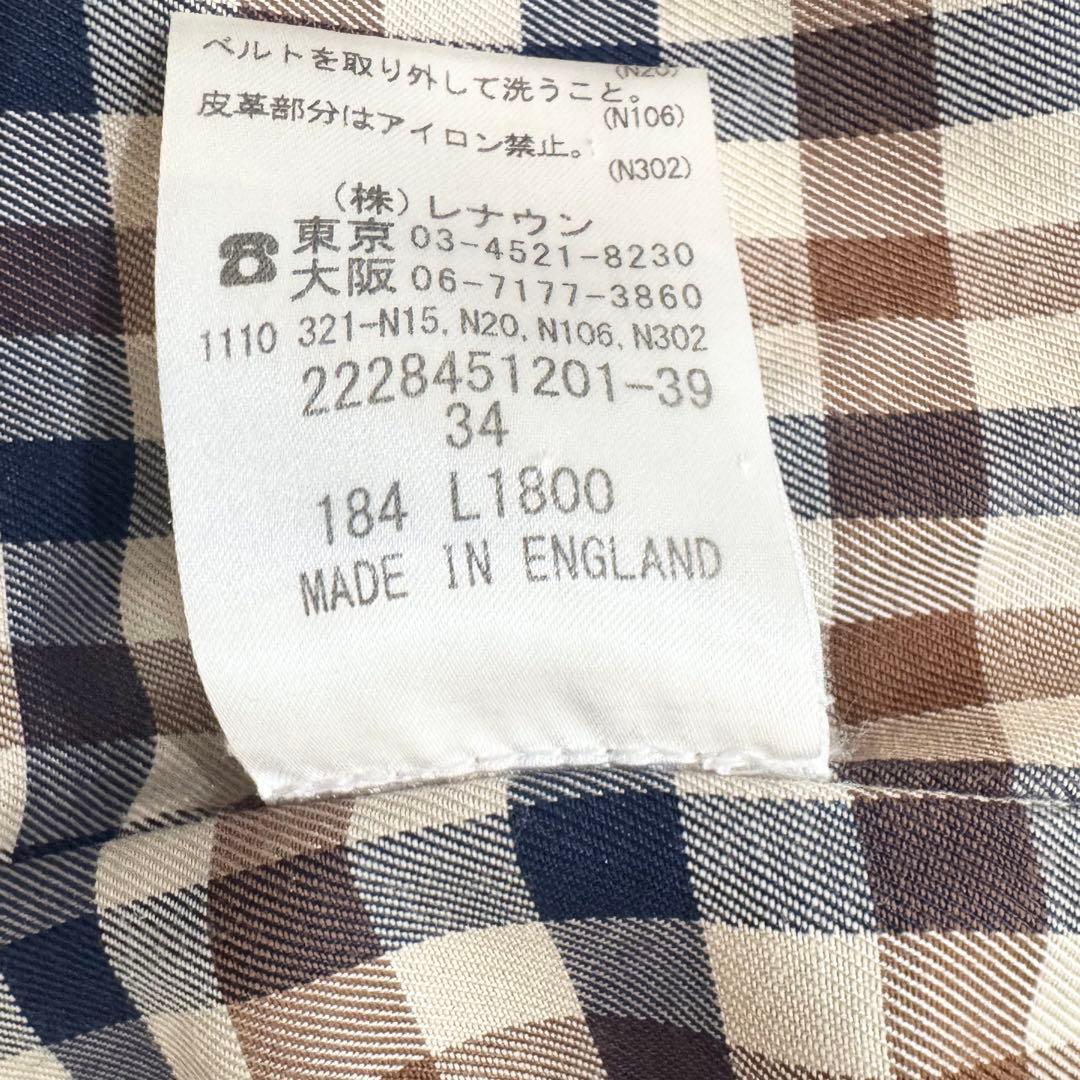 ベルトを取り外して洗うこと。
(N20)
(N106)
皮革部分はアイロン禁止。
(N302)
(株)レナウン
☎ 東京 03-4521-8230
大阪 06-7177-3860
1110 321-N15, N20, N106, N302
2228451201-39
34
184 L1800
MADE IN ENGLAND